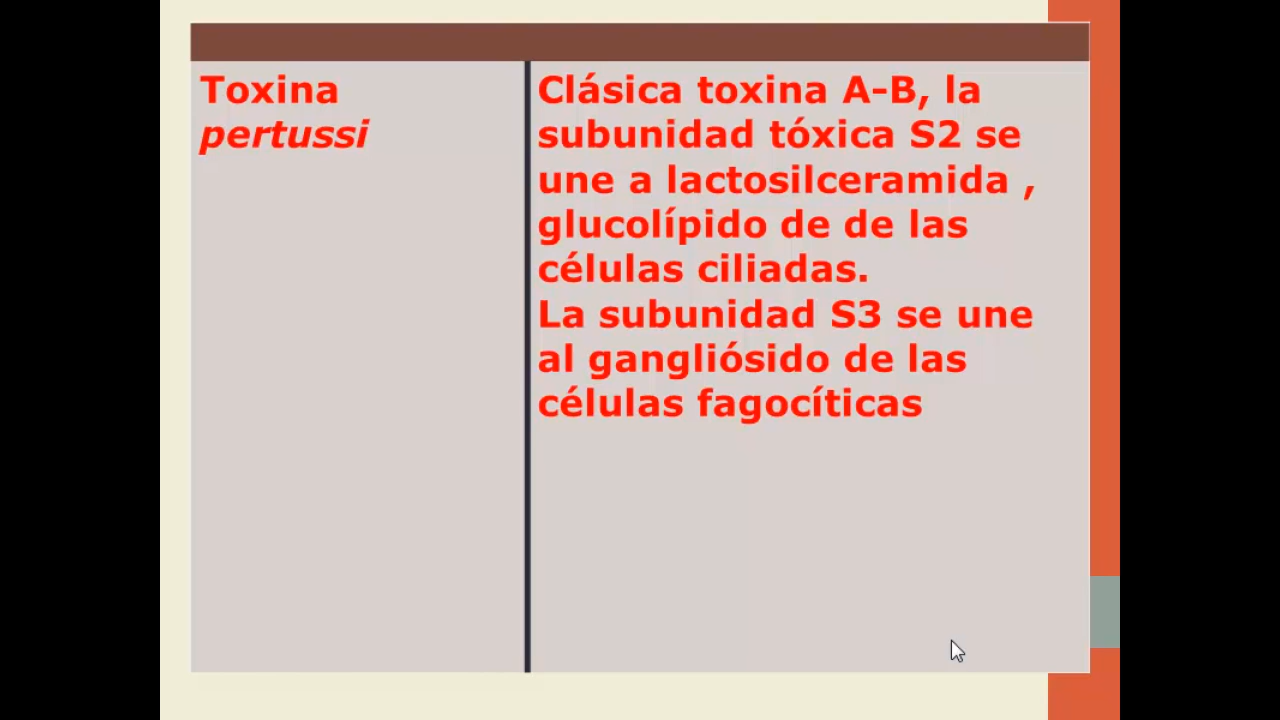 Toxina
pertussi
Clásica toxina A-B, la
subunidad tóxica S2 se
une a lactosilceramida ,
glucolípido de de las
células ciliadas.
La subunidad S3 se une
al gangliósido de las
células fagocíticas